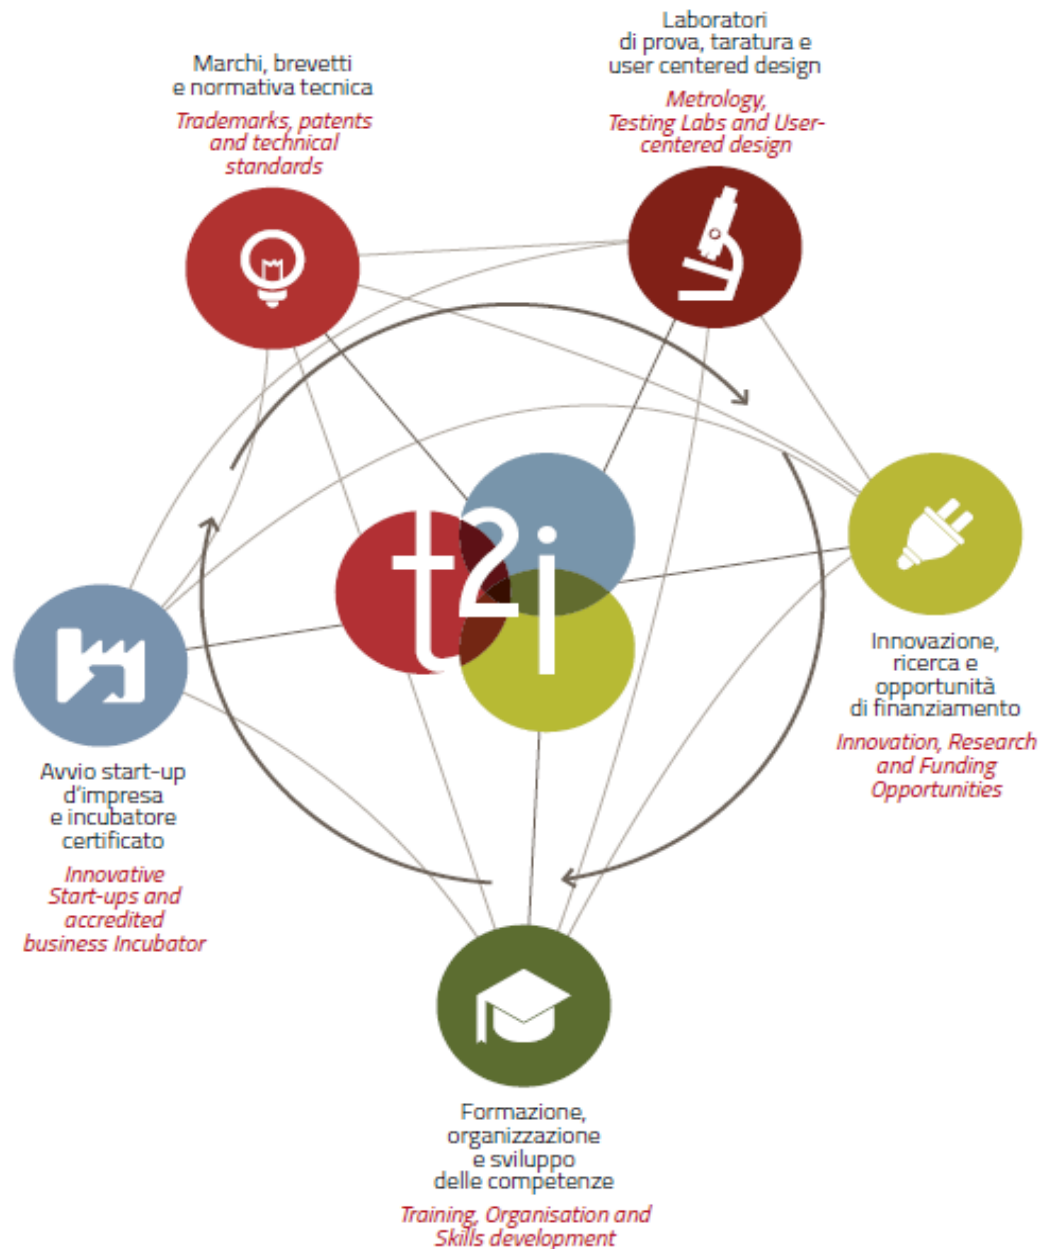 Laboratori
di prova, taratura e
user centered design
Metrology,
Testing Labs and User-
centered design
Marchi, brevetti
e normativa tecnica
Trademarks, patents
and technical
standards
t2i
Innovazione,
ricerca e
opportunità
di finanziamento
Innovation, Research
and Funding
Opportunities
Avvio start-up
d'impresa
e incubatore
certificato
Innovative
Start-ups and
accredited
business Incubator
Formazione,
organizzazione
e sviluppo
delle competenze
Training, Organisation and
Skills development